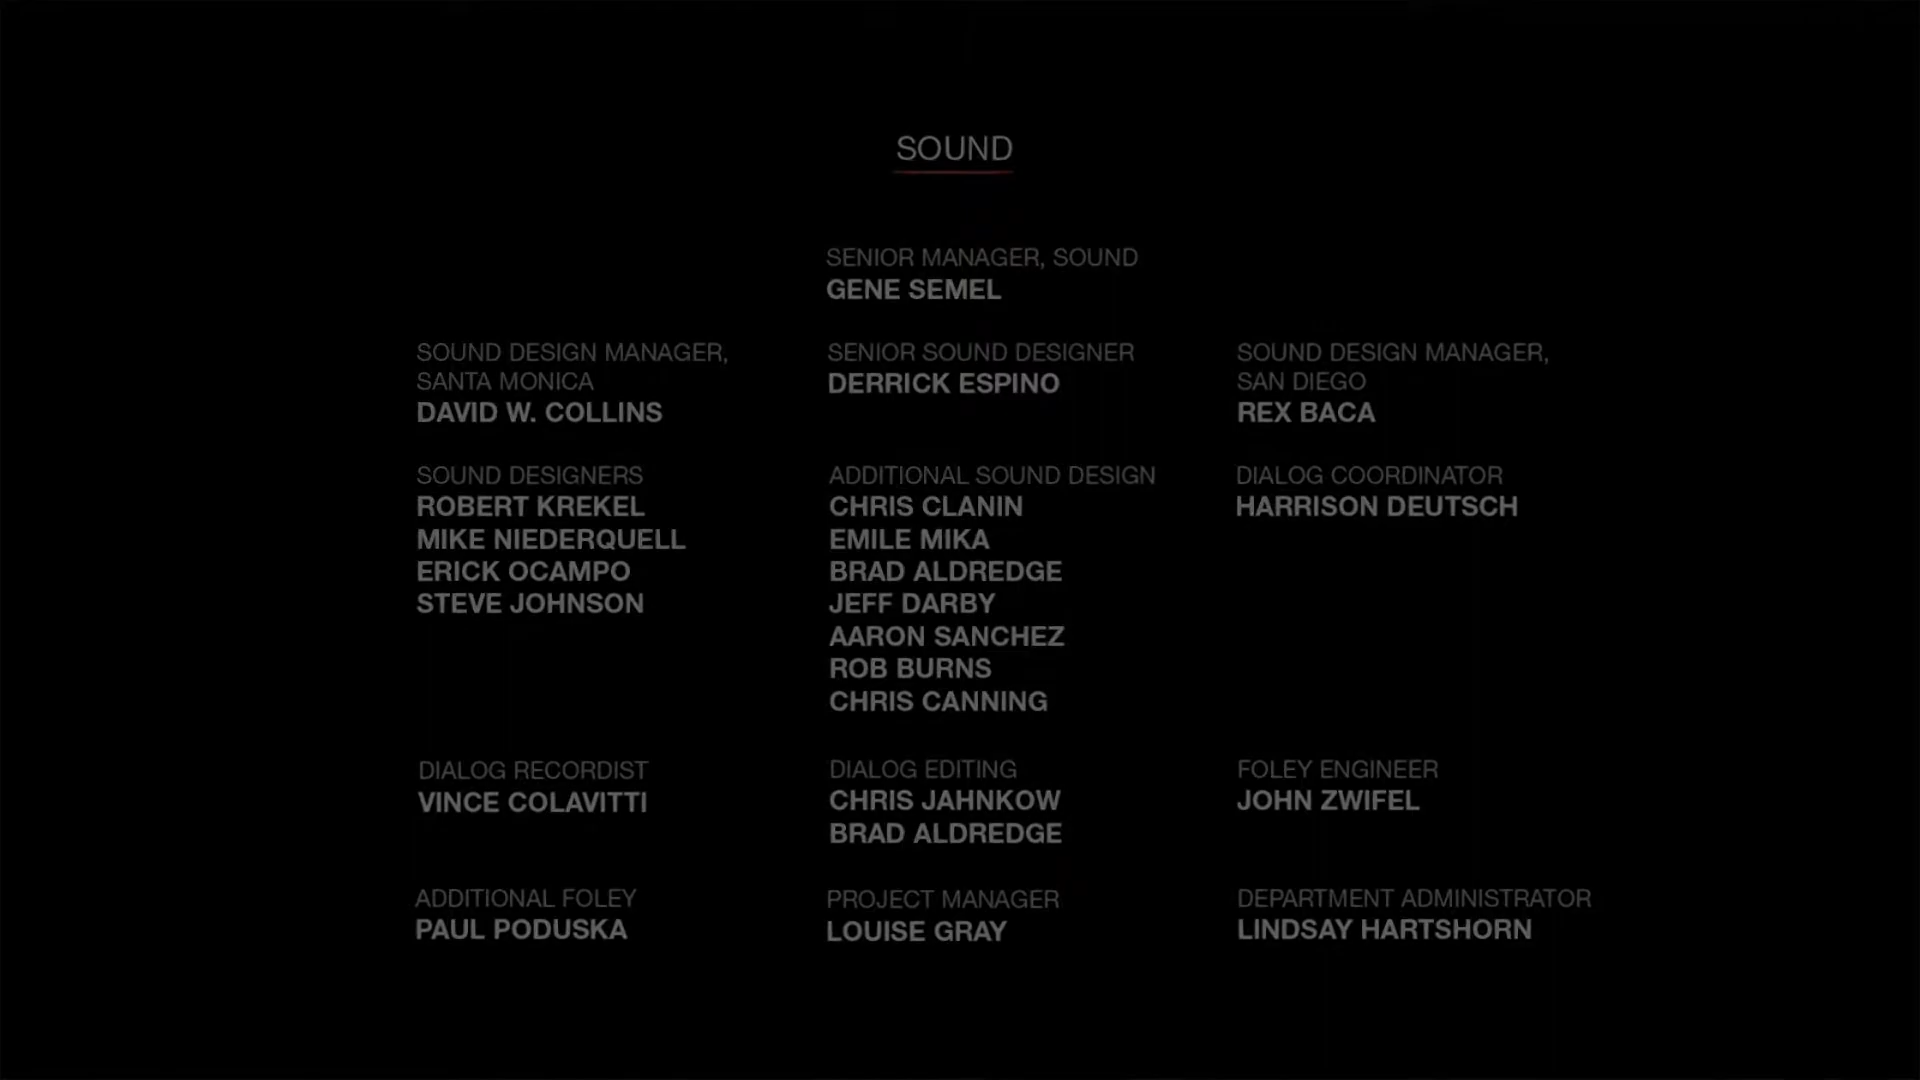 SOUND
SENIOR MANAGER, SOUND
GENE SEMEL
SOUND DESIGN MANAGER,
SANTA MONICA
DAVID W. COLLINS
SENIOR SOUND DESIGNER
DERRICK ESPINO
SOUND DESIGN MANAGER,
SAN DIEGO
REX BACA
SOUND DESIGNERS
ROBERT KREKEL
MIKE NIEDERQUELL
ERICK OCAMPO
STEVE JOHNSON
ADDITIONAL SOUND DESIGN
CHRIS CLANIN
EMILE MIKA
BRAD ALDREDGE
JEFF DARBY
AARON SANCHEZ
ROB BURNS
CHRIS CANNING
DIALOG COORDINATOR
HARRISON DEUTSCH
DIALOG RECORDIST
VINCE COLAVITTI
DIALOG EDITING
CHRIS JAHNKOW
BRAD ALDREDGE
FOLEY ENGINEER
JOHN ZWIFEL
ADDITIONAL FOLEY
PAUL PODUSKA
PROJECT MANAGER
LOUISE GRAY
DEPARTMENT ADMINISTRATOR
LINDSAY HARTSHORN